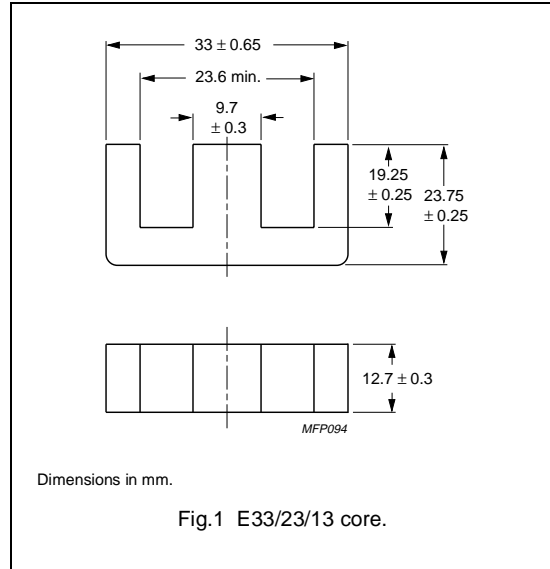 33 ± 0.65
23.6 min.
9.7
± 0.3
19.25
± 0.25
23.75
± 0.25
12.7 ± 0.3
MFP094
Dimensions in mm.
Fig.1 E33/23/13 core.